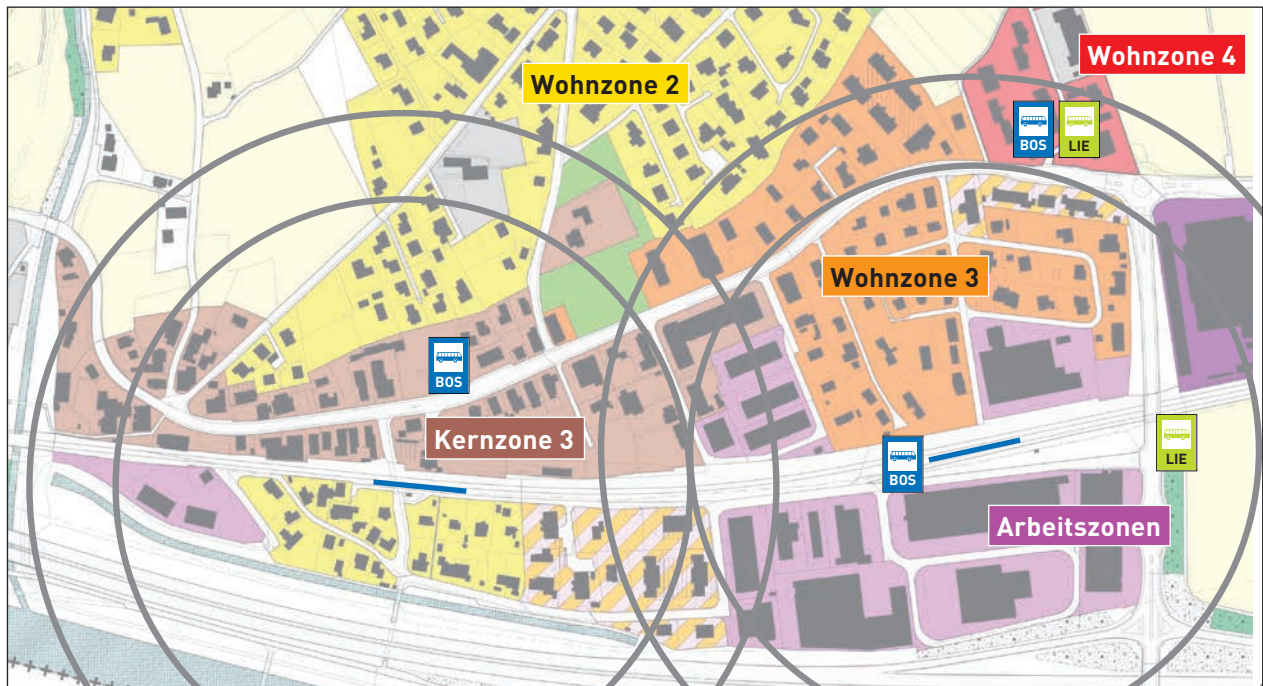 Wohnzone 4
Wohnzone 2
BOS
LIE
Wohnzone 3
BOS
Kernzone 3
BOS
LIE
Arbeitszonen